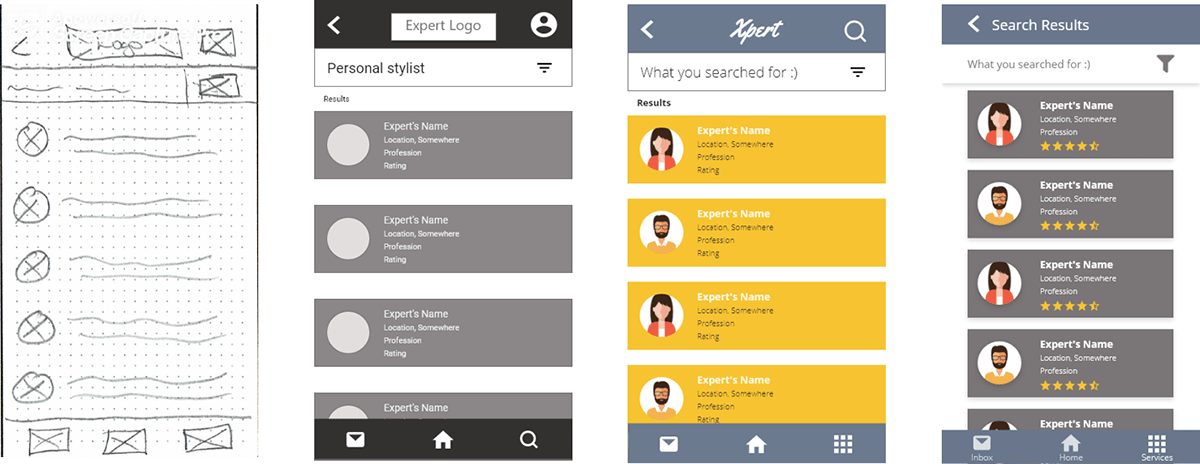 Logo
Expert Logo
Personal stylist
Results
Expert's Name
Location, Somewhere
Profession
Rating
Expert's Name
Location, Somewhere
Profession
Rating
Expert's Name
Location, Somewhere
Profession
Rating
Expert's Name
Location, Somewhere
Xpert
What you searched for :)
Results
Expert's Name
Location, Somewhere
Profession
Rating
Expert's Name
Location, Somewhere
Profession
Rating
Expert's Name
Location, Somewhere
Profession
Rating
Expert's Name
Location, Somewhere
Profession
Rating
Search Results
What you searched for :)
Expert's Name
Location, Somewhere
Profession
Expert's Name
Location, Somewhere
Profession
Expert's Name
Location, Somewhere
Profession
Expert's Name
Location, Somewhere
Profession
Inbox
Home
Services